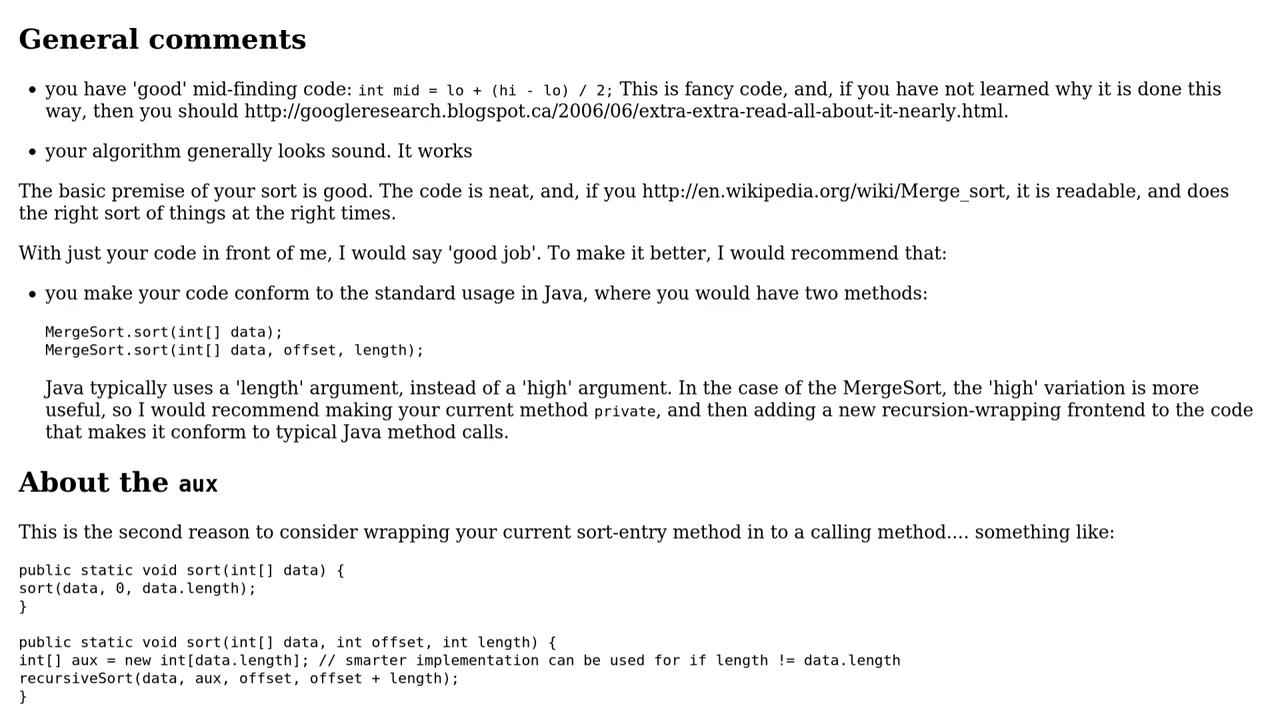 General comments
• you have 'good' mid-finding code: int mid = lo + (hi - lo) / 2; This is fancy code, and, if you have not learned why it is done this
way, then you should http://googleresearch.blogspot.ca/2006/06/extra-extra-read-all-about-it-nearly.html.
• your algorithm generally looks sound. It works
The basic premise of your sort is good. The code is neat, and, if you http://en.wikipedia.org/wiki/Merge_sort, it is readable, and does
the right sort of things at the right times.
With just your code in front of me, I would say 'good job'. To make it better, I would recommend that:
• you make your code conform to the standard usage in Java, where you would have two methods:
MergeSort.sort(int[] data);
MergeSort.sort(int[] data, offset, length);
Java typically uses a 'length' argument, instead of a 'high' argument. In the case of the MergeSort, the 'high' variation is more
useful, so I would recommend making your current method private, and then adding a new recursion-wrapping frontend to the code
that makes it conform to typical Java method calls.
About the aux
This is the second reason to consider wrapping your current sort-entry method in to a calling method.... something like:
public static void sort(int[] data) {
sort(data, 0, data.length);
}
public static void sort(int[] data, int offset, int length) {
int[] aux = new int[data.length]; // smarter implementation can be used for if length != data.length
recursiveSort(data, aux, offset, offset + length);
}